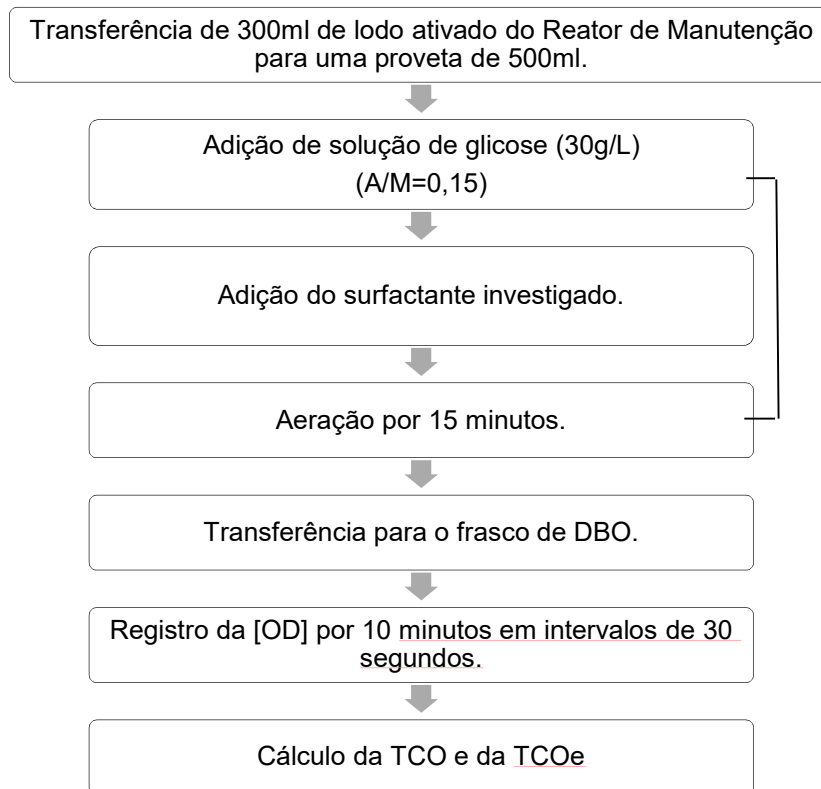 Transferência de 300ml de lodo ativado do Reator de Manutenção
para uma proveta de 500ml.
Adição de solução de glicose (30g/L)
(A/M=0,15)
Adição do surfactante investigado.
Aeração por 15 minutos.
Transferência para o frasco de DBO.
Registro da [OD] por 10 minutos em intervalos de 30
segundos.
Cálculo da TCO e da TCOe